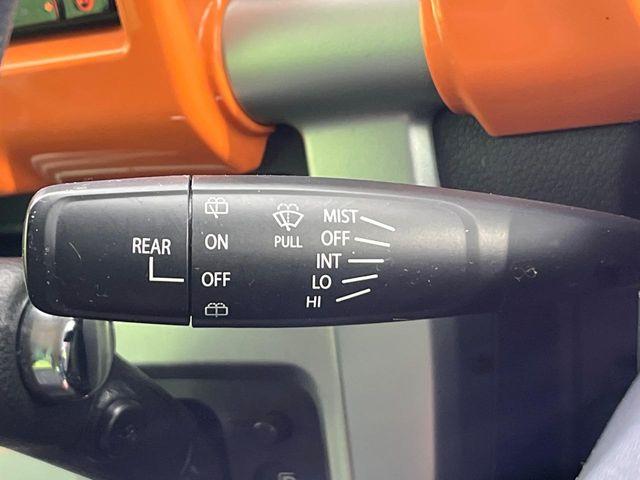 REAR
ON
OFF
PULL
MIST
OFF
INT
LO
HI